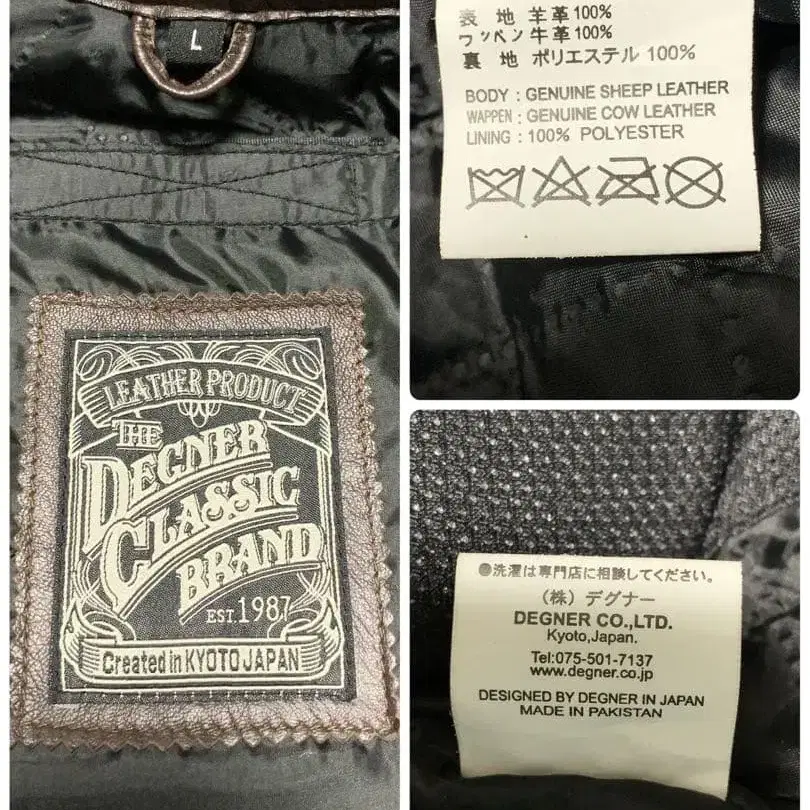 L
LEATHER PRODUCT
THE
DEGNER
CLASSIC
BRAND
EST. 1987
Created in KYOTO JAPAN
表 地 羊革100%
ワッペン 牛革100%
裏 地 ポリエステル 100%
BODY : GENUINE SHEEP LEATHER
WAPPEN : GENUINE COW LEATHER
LINING : 100% POLYESTER
●洗濯は専門店に相談してください。
(株) デグナー
DEGNER CO.,LTD.
Kyoto,Japan.
Tel:075-501-7137
www.degner.co.jp
DESIGNED BY DEGNER IN JAPAN
MADE IN PAKISTAN